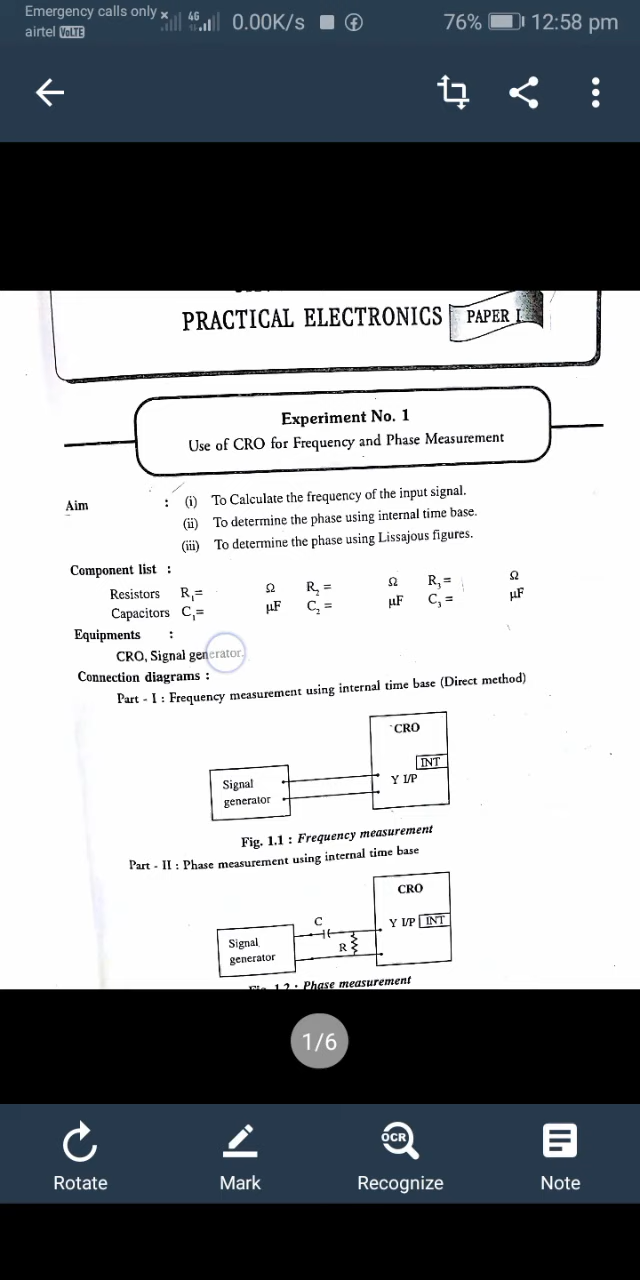 Emergency calls only
airtel VoLTE
4G
0.00K/s
76% 12:58 pm
PRACTICAL ELECTRONICS PAPER I
Experiment No. 1
Use of CRO for Frequency and Phase Measurement
Aim : (i) To Calculate the frequency of the input signal.
(ii) To determine the phase using internal time base.
(iii) To determine the phase using Lissajous figures.
Component list :
Resistors R₁= Ω R₂ = Ω R₃ = Ω
Capacitors C₁= μF C₂ = μF C₃ = μF
Equipments :
CRO, Signal generator.
Connection diagrams :
Part - I : Frequency measurement using internal time base (Direct method)
CRO
INT
Y I/P
Signal
generator
Fig. 1.1 : Frequency measurement
Part - II : Phase measurement using internal time base
CRO
Y I/P INT
C
R
Signal
generator
Fig. 1.2 : Phase measurement
1/6
OCR
Rotate Mark Recognize Note